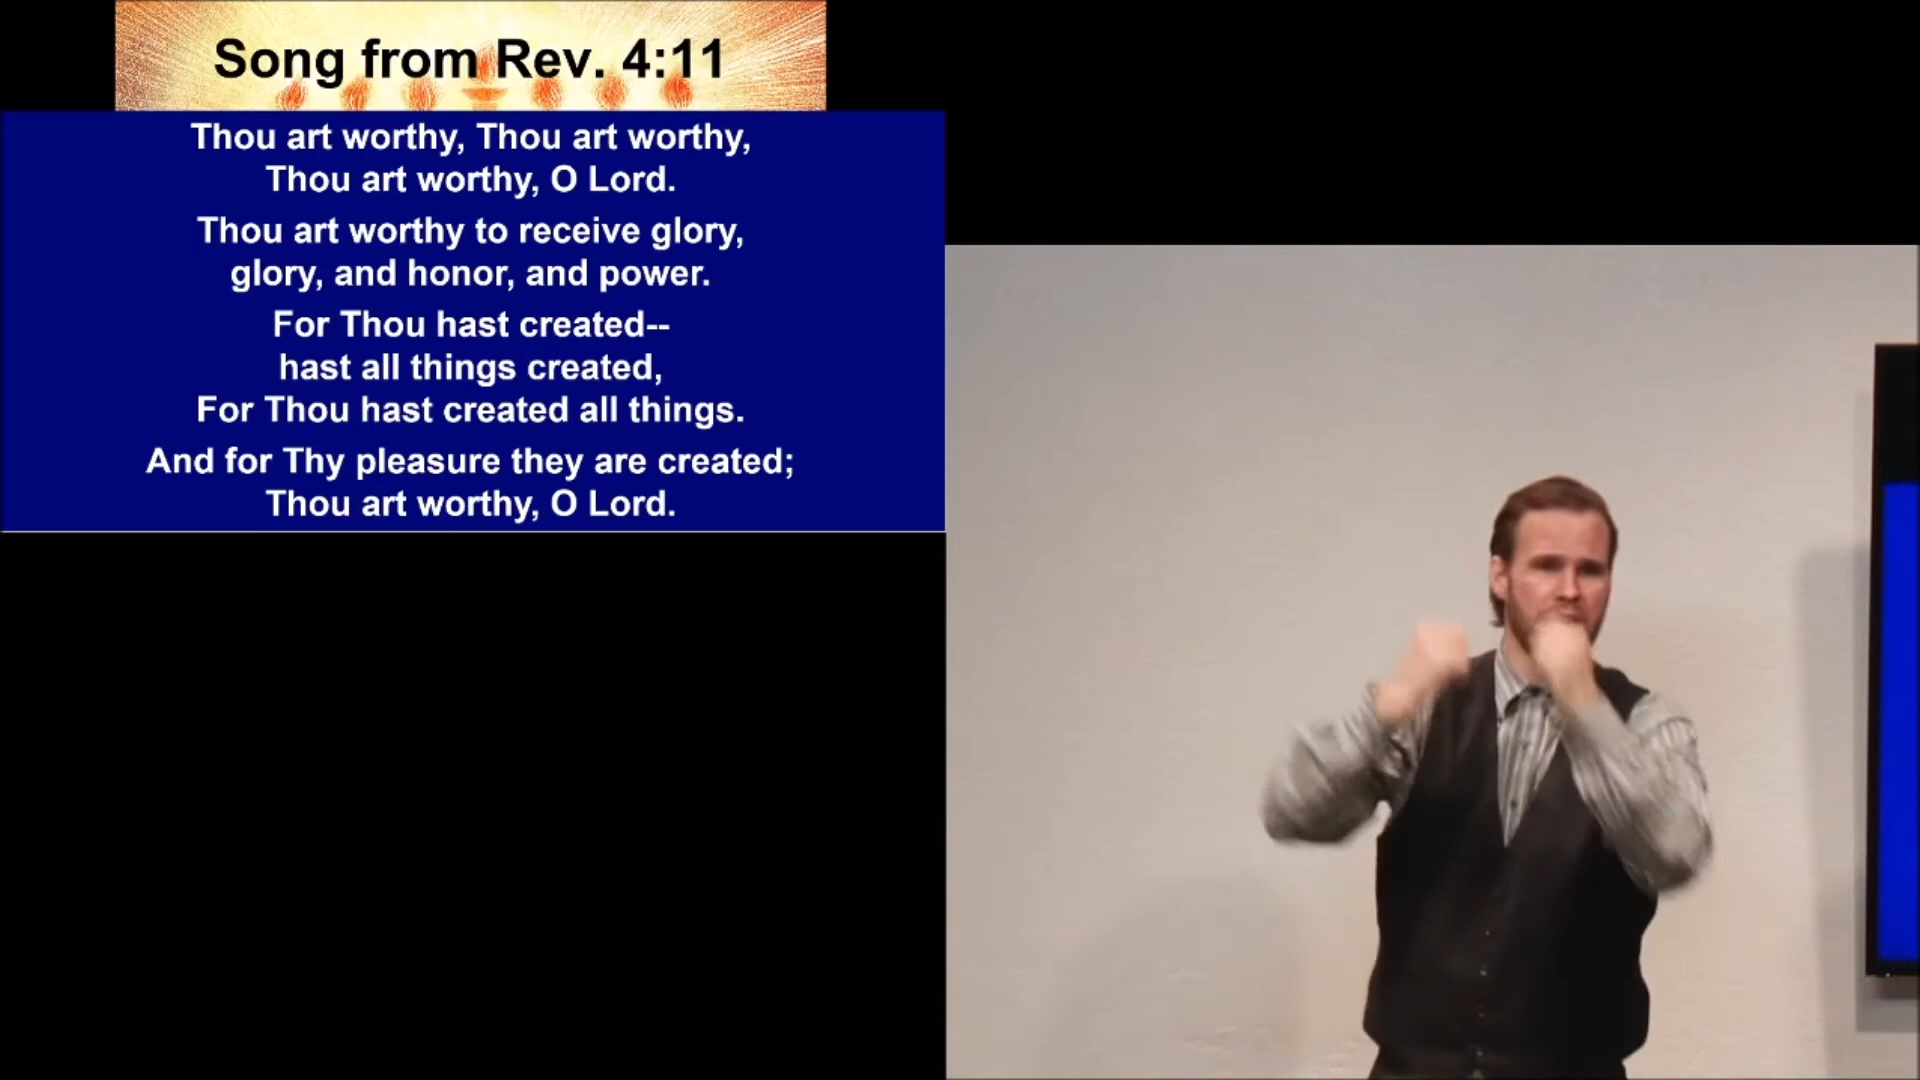 Song from Rev. 4:11
Thou art worthy, Thou art worthy,
Thou art worthy, O Lord.
Thou art worthy to receive glory,
glory, and honor, and power.
For Thou hast created--
hast all things created,
For Thou hast created all things.
And for Thy pleasure they are created;
Thou art worthy, O Lord.